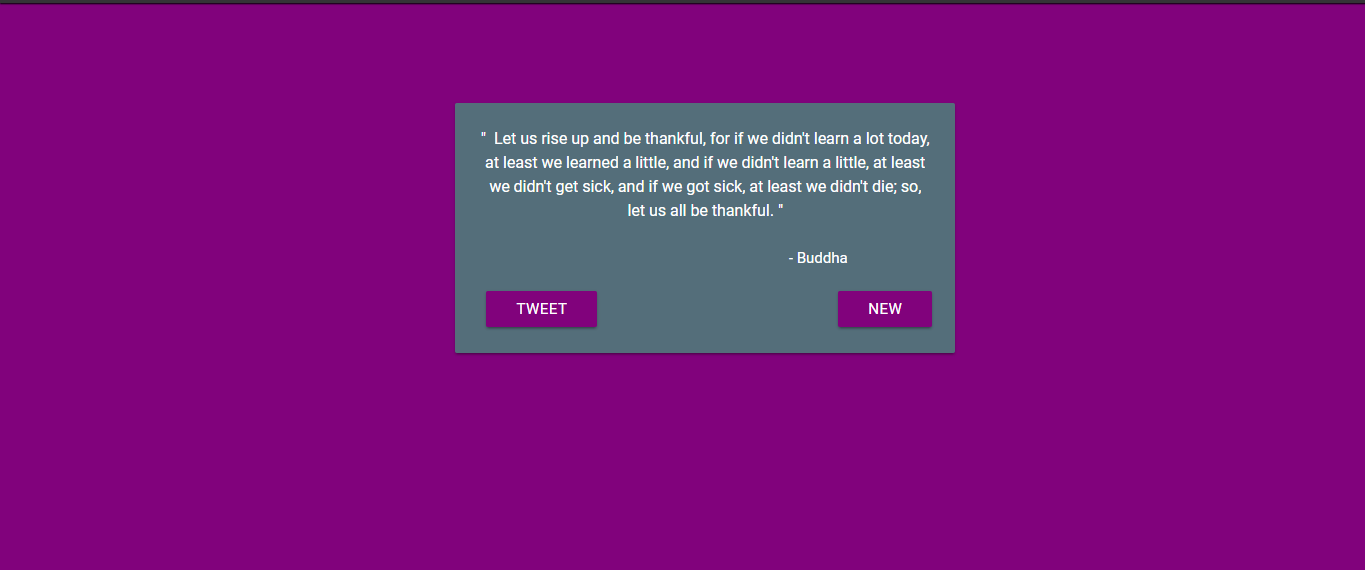 " Let us rise up and be thankful, for if we didn't learn a lot today,
at least we learned a little, and if we didn't learn a little, at least
we didn't get sick, and if we got sick, at least we didn't die; so,
let us all be thankful. "
- Buddha
TWEET
NEW